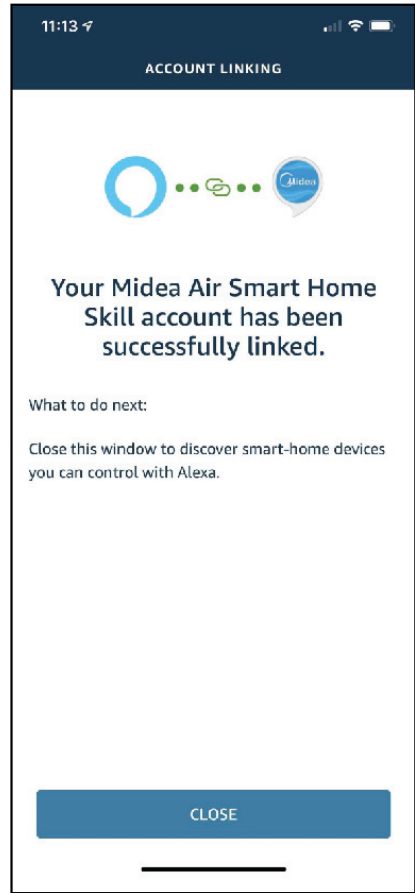 11:13
ACCOUNT LINKING
Midea
Your Midea Air Smart Home
Skill account has been
successfully linked.
What to do next:
Close this window to discover smart-home devices
you can control with Alexa.
CLOSE